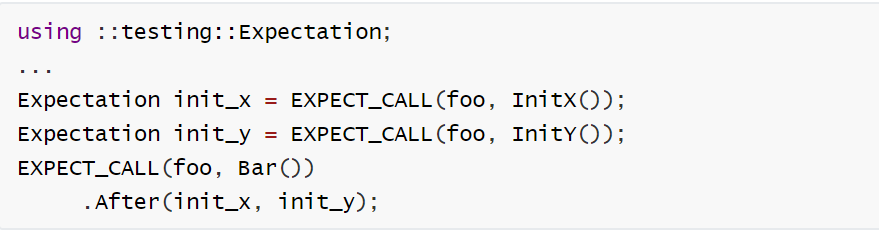 using ::testing::Expectation;
...
Expectation init_x = EXPECT_CALL(foo, InitX());
Expectation init_y = EXPECT_CALL(foo, InitY());
EXPECT_CALL(foo, Bar())
     .After(init_x, init_y);